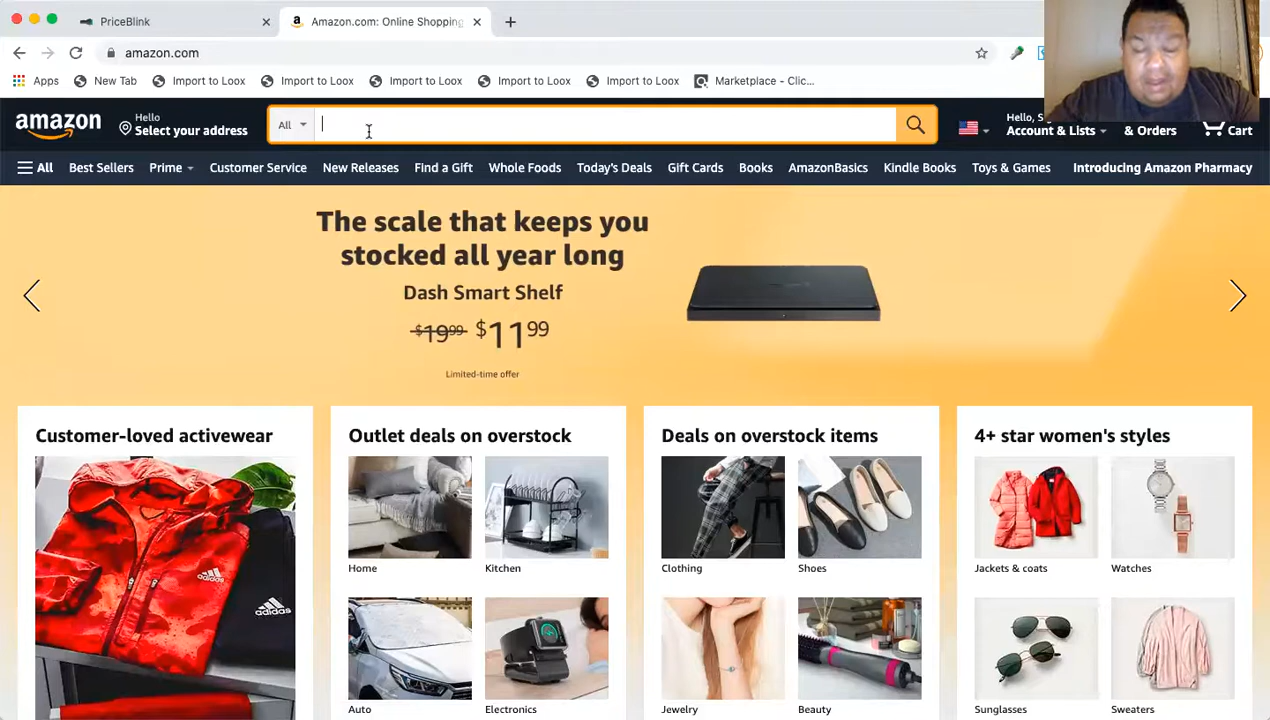 PriceBlink
Amazon.com: Online Shopping
amazon.com
Apps New Tab Import to Loox Import to Loox Import to Loox Import to Loox Import to Loox Marketplace - Clic...
amazon
Hello
Select your address
All
Hello, S
Account & Lists
& Orders
Cart
All Best Sellers Prime Customer Service New Releases Find a Gift Whole Foods Today's Deals Gift Cards Books AmazonBasics Kindle Books Toys & Games Introducing Amazon Pharmacy
The scale that keeps you
stocked all year long
Dash Smart Shelf
$19.99 $11.99
Limited-time offer
Customer-loved activewear
adidas
adidas
Outlet deals on overstock
Home Kitchen
Auto Electronics
Deals on overstock items
Clothing Shoes
Jewelry Beauty
4+ star women's styles
Jackets & coats Watches
Sunglasses Sweaters